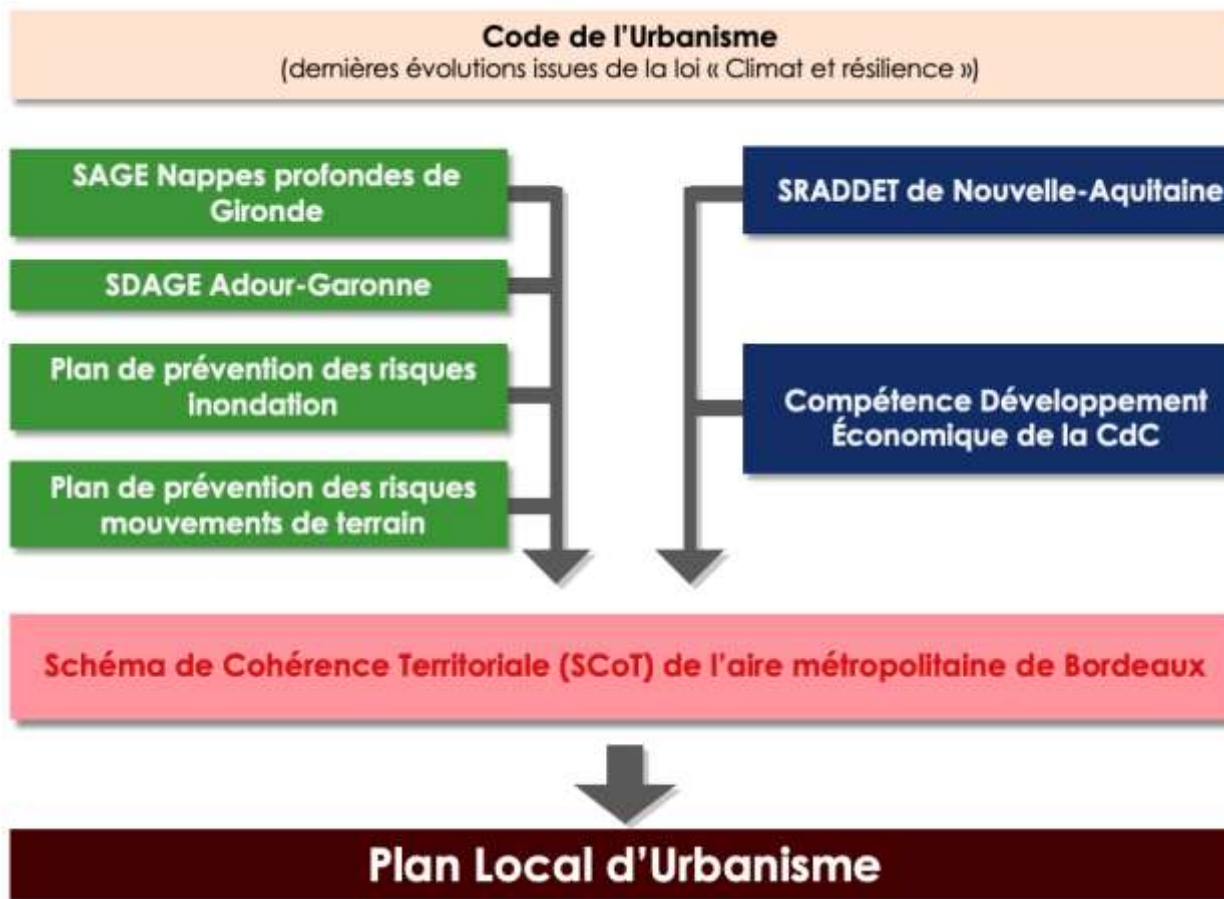 Code de l'Urbanisme
(dernières évolutions issues de la loi « Climat et résilience »)
SAGE Nappes profondes de
Gironde
SDAGE Adour-Garonne
Plan de prévention des risques
inondation
Plan de prévention des risques
mouvements de terrain
SRADDET de Nouvelle-Aquitaine
Compétence Développement
Économique de la CdC
Schéma de Cohérence Territoriale (SCoT) de l'aire métropolitaine de Bordeaux
Plan Local d'Urbanisme